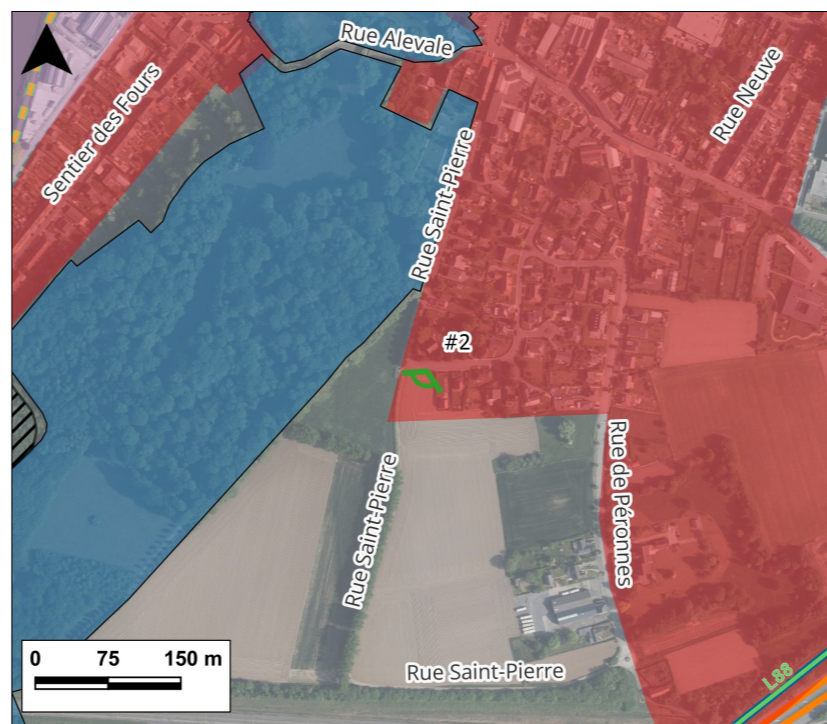 Rue Alevale
Rue Neuve
Sentier des Fours
Rue Saint-Pierre
#2
Rue de Péronnes
Rue Saint-Pierre
Rue Saint-Pierre
L88
0 75 150 m